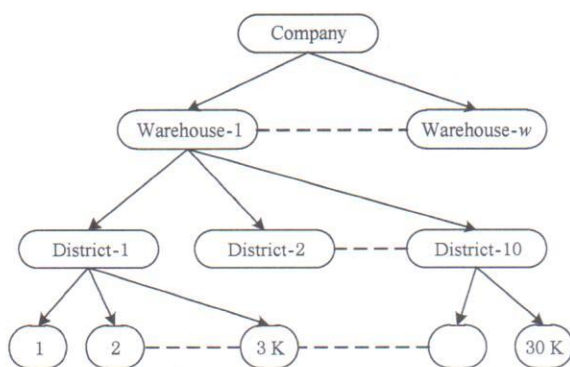 Company
Warehouse-1 Warehouse-w
District-1 District-2 District-10
1 2 3 K 30 K